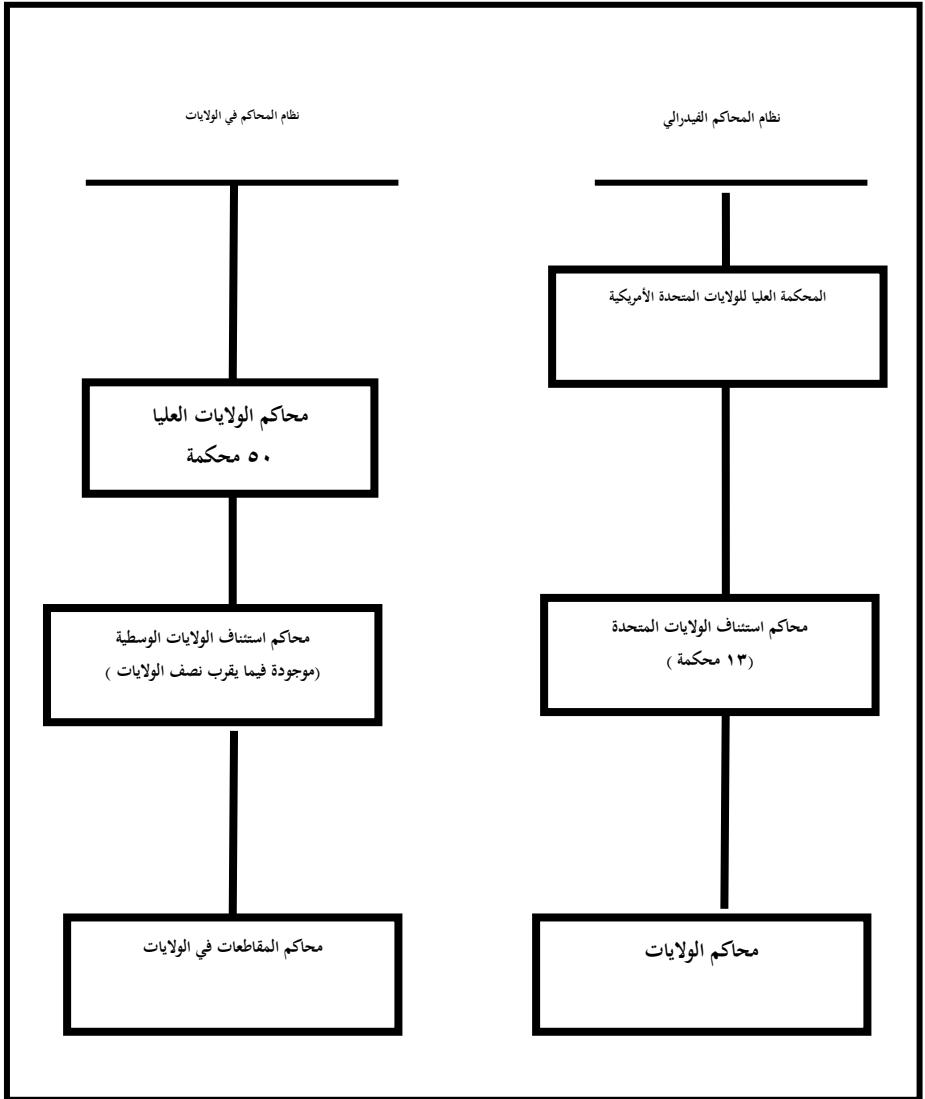 نظام المحاكم الفيدرالي
المحكمة العليا للولايات المتحدة الأمريكية
محاكم استئناف الولايات المتحدة
(١٣ محكمة )
محاكم الولايات
نظام المحاكم في الولايات
محاكم الولايات العليا
٥٠ محكمة
محاكم استئناف الولايات الوسطية
(موجودة فيما يقرب نصف الولايات )
محاكم المقاطعات في الولايات